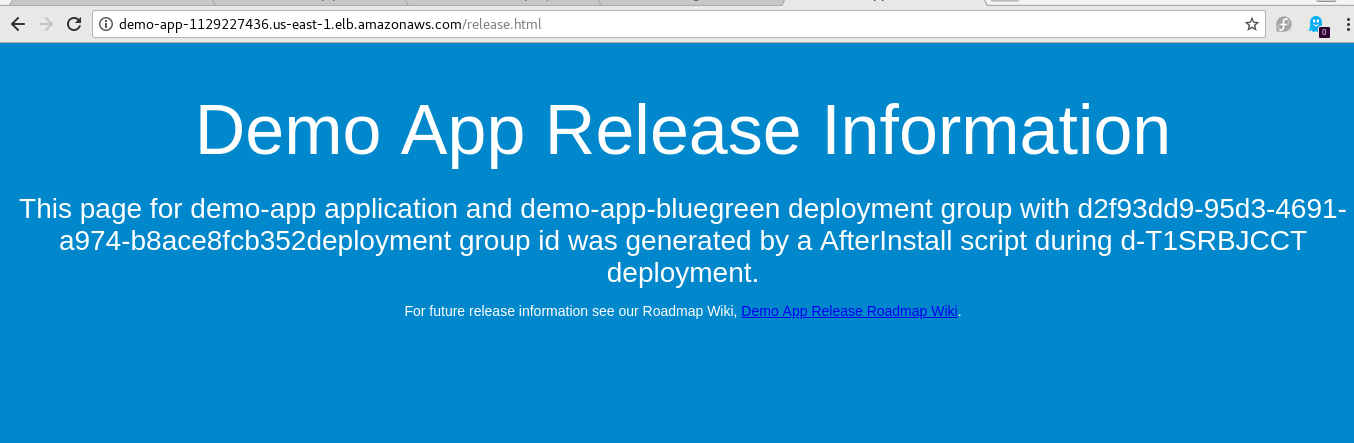 demo-app-1129227436.us-east-1.elb.amazonaws.com/release.html
0
Demo App Release Information
This page for demo-app application and demo-app-bluegreen deployment group with d2f93dd9-95d3-4691-
a974-b8ace8fcb352deployment group id was generated by a AfterInstall script during d-T1SRBJCCT
deployment.
For future release information see our Roadmap Wiki, Demo App Release Roadmap Wiki.